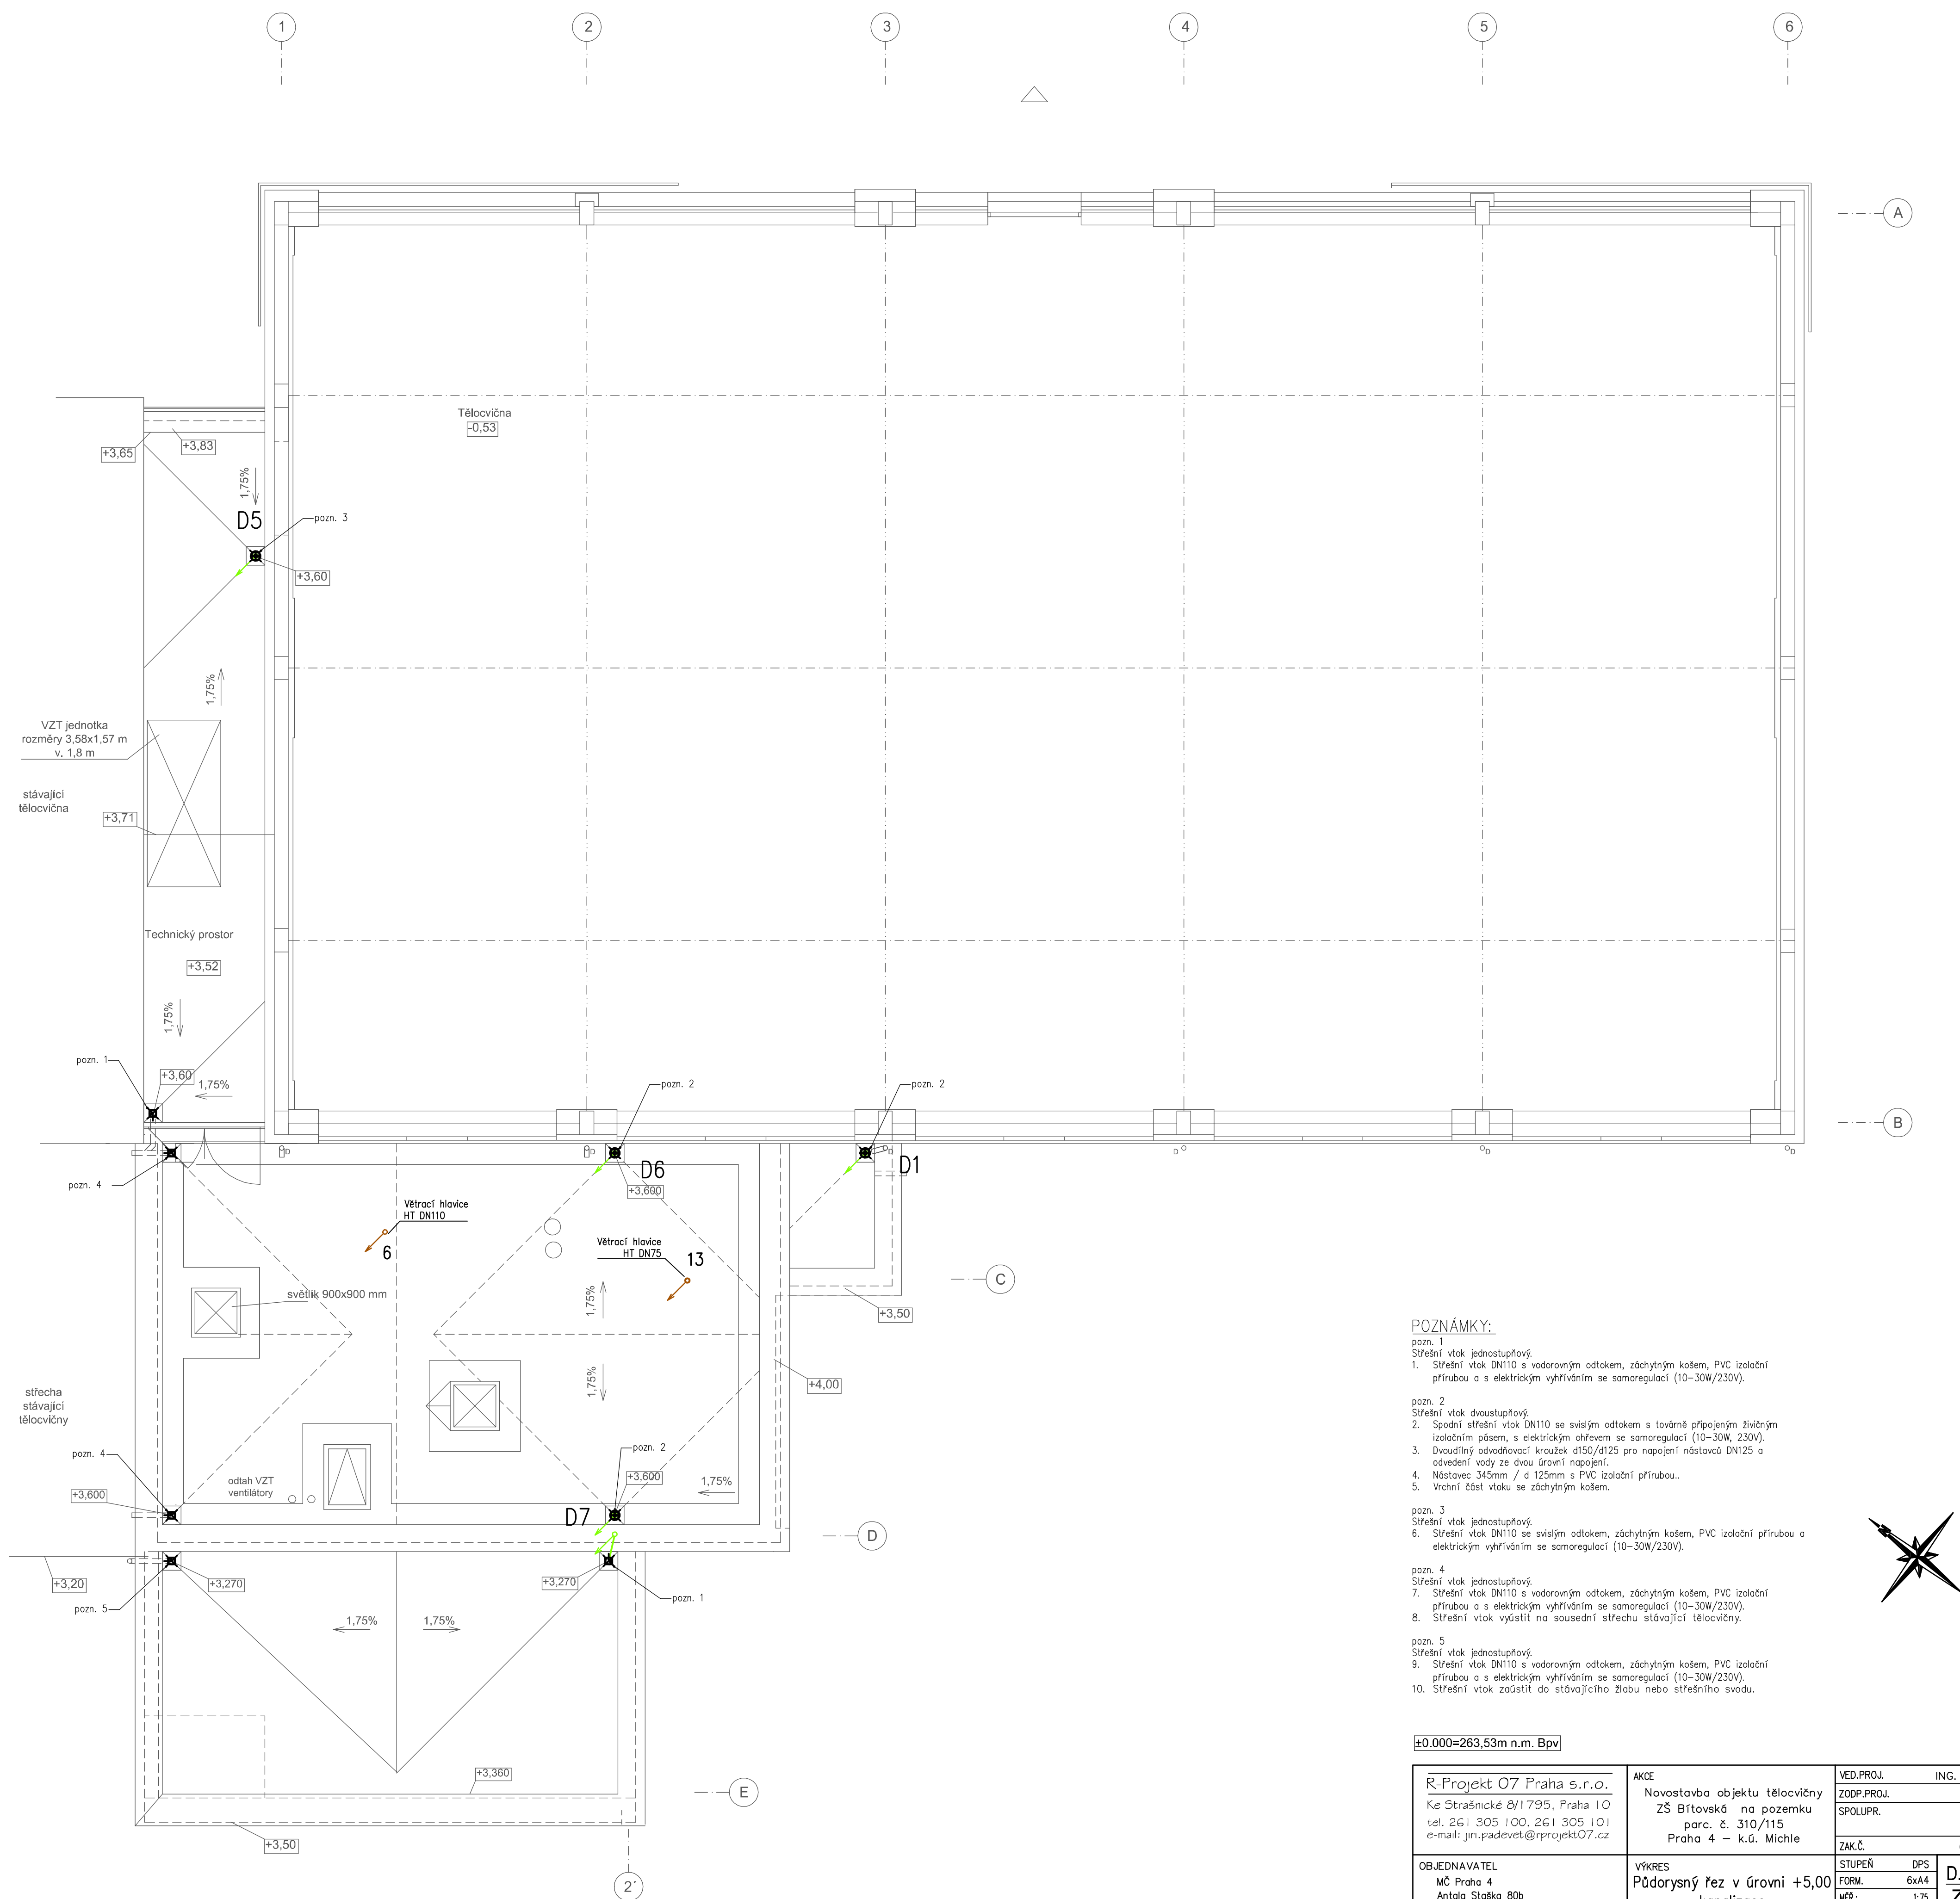 1
2
3
4
5
6
A
Tělocvična
-0,53
+3,65
+3,83
1,75%
D5
pozn. 3
+3,60
1,75%
VZT jednotka
rozměry 3,58x1,57 m
v. 1,8 m
stávající
tělocvična
+3,71
Technický prostor
+3,52
1,75%
pozn. 1
+3,60
1,75%
pozn. 2
pozn. 2
B
D
D
D
D
D
D
D6
D1
+3,600
pozn. 4
Větrací hlavice
HT DN110
6
Větrací hlavice
HT DN75
13
C
světlík 900x900 mm
1,75%
+3,50
1,75%
+4,00
střecha
stávající
tělocvičny
pozn. 4
pozn. 2
odtah VZT
ventilátory
+3,600
1,75%
+3,600
D7
D
+3,20
+3,270
+3,270
pozn. 5
pozn. 1
1,75%
1,75%
+3,360
E
+3,50
2´
POZNÁMKY:
pozn. 1
Střešní vtok jednostupňový.
1. Střešní vtok DN110 s vodorovným odtokem, záchytným košem, PVC izolační
přírubou a s elektrickým vyhříváním se samoregulací (10–30W/230V).
pozn. 2
Střešní vtok dvoustupňový.
2. Spodní střešní vtok DN110 se svislým odtokem s továrně připojeným živičným
izolačním pásem, s elektrickým ohřevem se samoregulací (10–30W, 230V).
3. Dvoudílný odvodňovací kroužek d150/d125 pro napojení nástavců DN125 a
odvedení vody ze dvou úrovní napojení.
4. Nástavec 345mm / d 125mm s PVC izolační přírubou..
5. Vrchní část vtoku se záchytným košem.
pozn. 3
Střešní vtok jednostupňový.
6. Střešní vtok DN110 se svislým odtokem, záchytným košem, PVC izolační přírubou a
elektrickým vyhříváním se samoregulací (10–30W/230V).
pozn. 4
Střešní vtok jednostupňový.
7. Střešní vtok DN110 s vodorovným odtokem, záchytným košem, PVC izolační
přírubou a s elektrickým vyhříváním se samoregulací (10–30W/230V).
8. Střešní vtok vyústit na sousední střechu stávající tělocvičny.
pozn. 5
Střešní vtok jednostupňový.
9. Střešní vtok DN110 s vodorovným odtokem, záchytným košem, PVC izolační
přírubou a s elektrickým vyhříváním se samoregulací (10–30W/230V).
10. Střešní vtok zaústit do stávajícího žlabu nebo střešního svodu.
±0.000=263,53m n.m. Bpv
R-Projekt 07 Praha s.r.o.
Ke Strašnické 8/1795, Praha 10
tel. 261 305 100, 261 305 101
e-mail: jiri.padevet@rprojekt07.cz
AKCE
Novostavba objektu tělocvičny
ZŠ Bítovská na pozemku
parc. č. 310/115
Praha 4 – k.ú. Michle
VED.PROJ. ING.
ZODP.PROJ.
SPOLUPR.
ZAK.Č.
OBJEDNAVATEL
MČ Praha 4
Antala Staška 80b
VÝKRES
Půdorysný řez v úrovni +5,00
STUPEŇ DPS
FORM. 6xA4
MĚŘ. 1:75